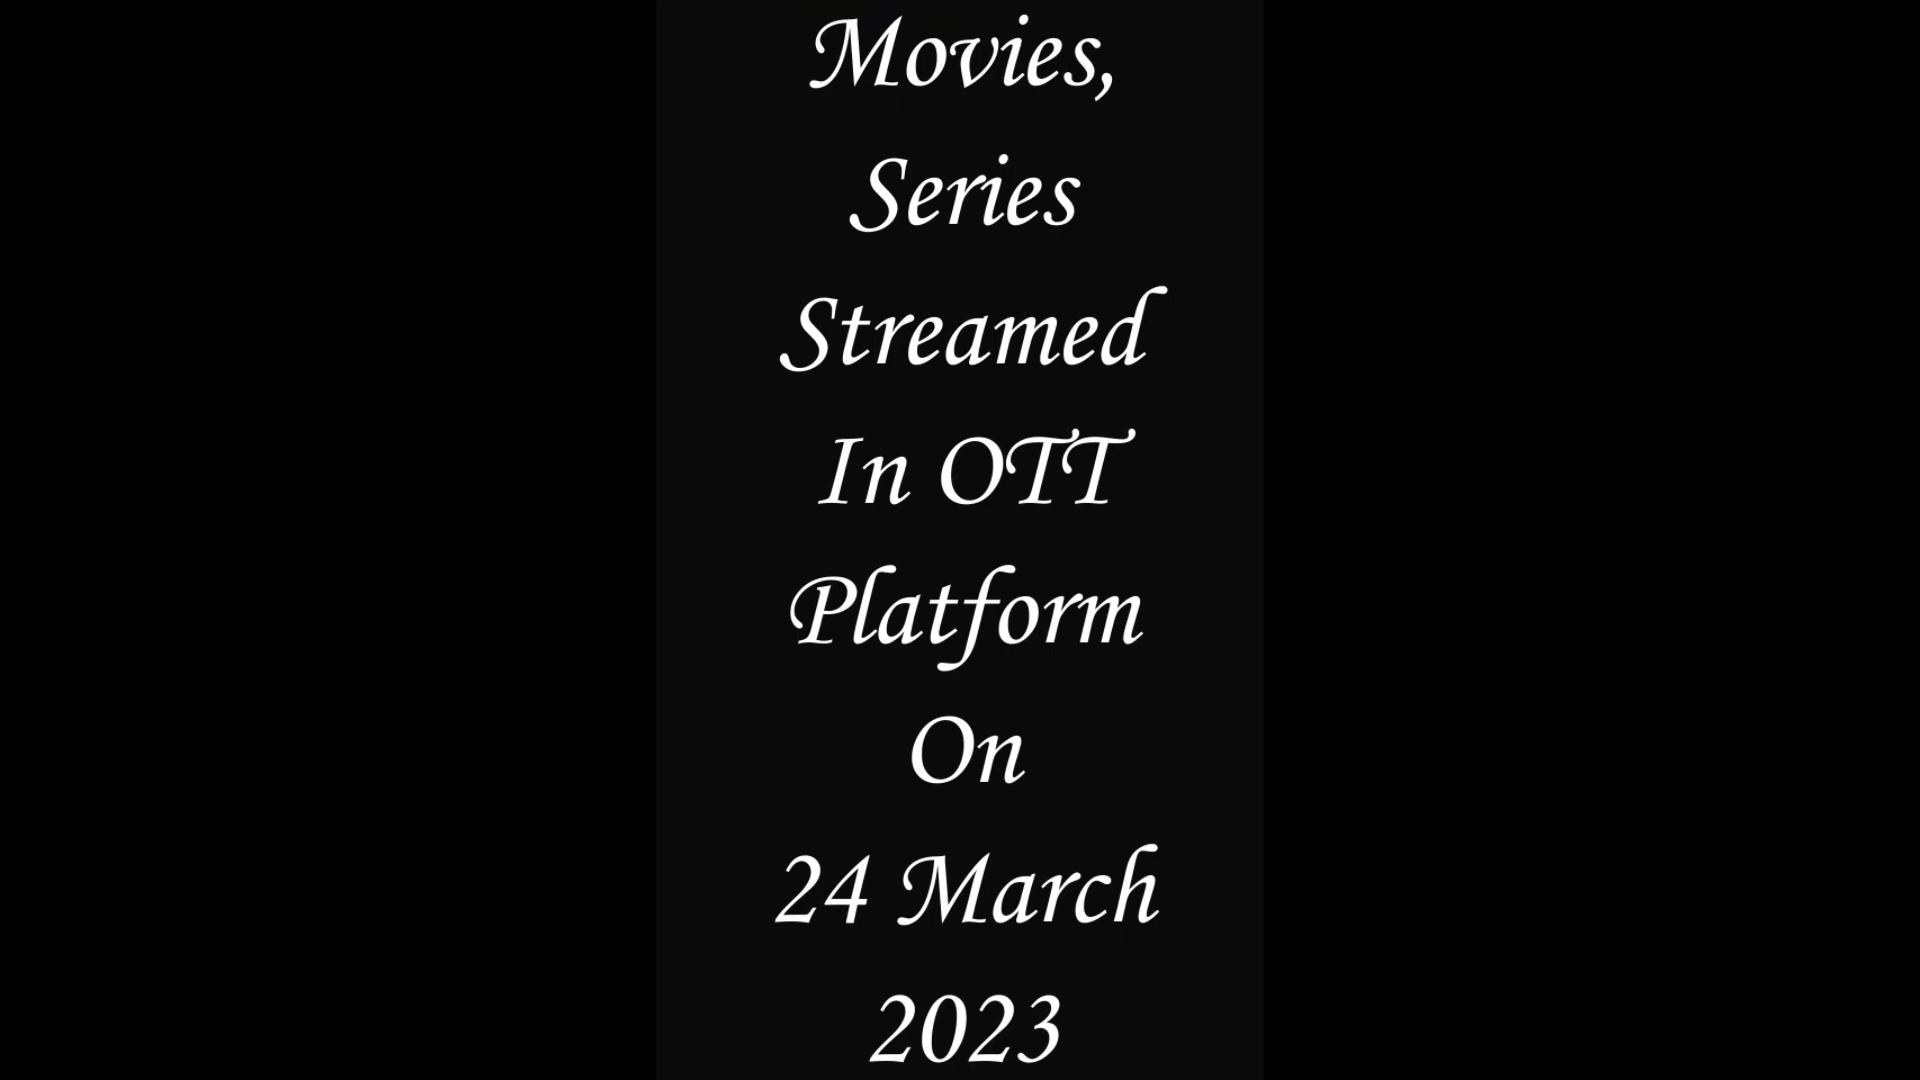 Movies,
Series
Streamed
In OTT
Platform
On
24 March
2023